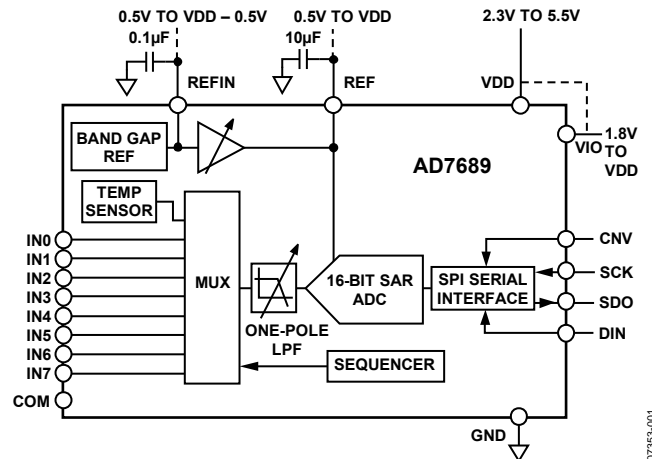 0.5V TO VDD – 0.5V
0.5V TO VDD
2.3V TO 5.5V
0.1µF
10µF
REFIN
REF
VDD
BAND GAP
REF
AD7689
VIO
1.8V
TO
VDD
TEMP
SENSOR
IN0
IN1
IN2
IN3
IN4
IN5
IN6
IN7
COM
MUX
ONE-POLE
LPF
16-BIT SAR
ADC
SPI SERIAL
INTERFACE
CNV
SCK
SDO
DIN
SEQUENCER
GND
07353-001